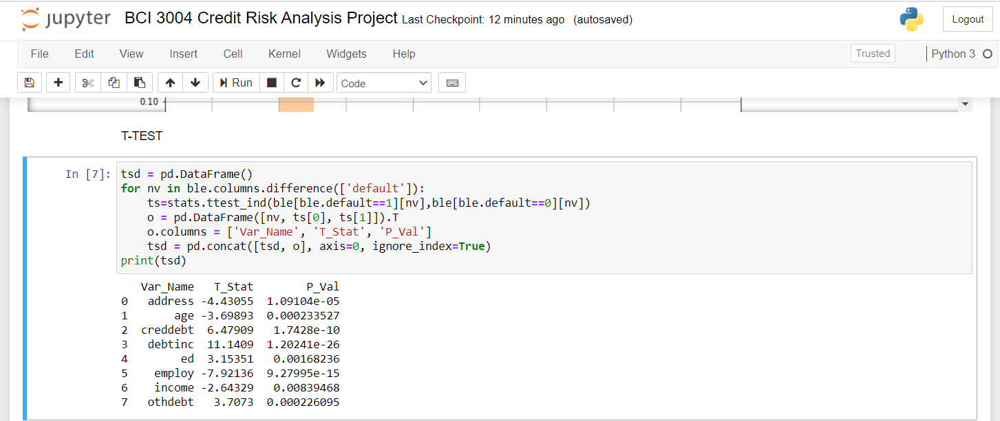 jupyter BCI 3004 Credit Risk Analysis Project Last Checkpoint: 12 minutes ago (autosaved) Logout
File Edit View Insert Cell Kernel Widgets Help Trusted Python 3
Run Code
0.10
T-TEST
In [7]: tsd = pd.DataFrame()
for nv in ble.columns.difference(['default']):
    ts=stats.ttest_ind(ble[ble.default==1][nv],ble[ble.default==0][nv])
    o = pd.DataFrame([nv, ts[0], ts[1]]).T
    o.columns = ['Var_Name', 'T_Stat', 'P_Val']
    tsd = pd.concat([tsd, o], axis=0, ignore_index=True)
print(tsd)
   Var_Name   T_Stat        P_Val
0   address -4.43055  1.09104e-05
1       age -3.69893  0.000233527
2  creddebt  6.47909   1.7428e-10
3   debtinc  11.1409  1.20241e-26
4        ed  3.15351   0.00168236
5    employ -7.92136  9.27995e-15
6    income -2.64329   0.00839468
7   othdebt   3.7073  0.000226095